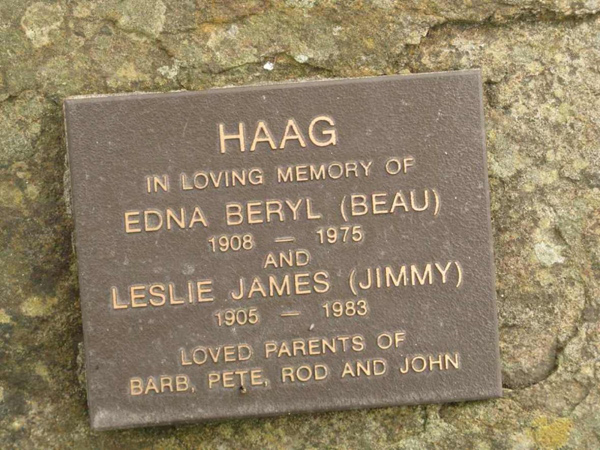 HAAG
IN LOVING MEMORY OF
EDNA BERYL (BEAU)
1908 — 1975
AND
LESLIE JAMES (JIMMY)
1905 — 1983
LOVED PARENTS OF
BARB, PETE, ROD AND JOHN